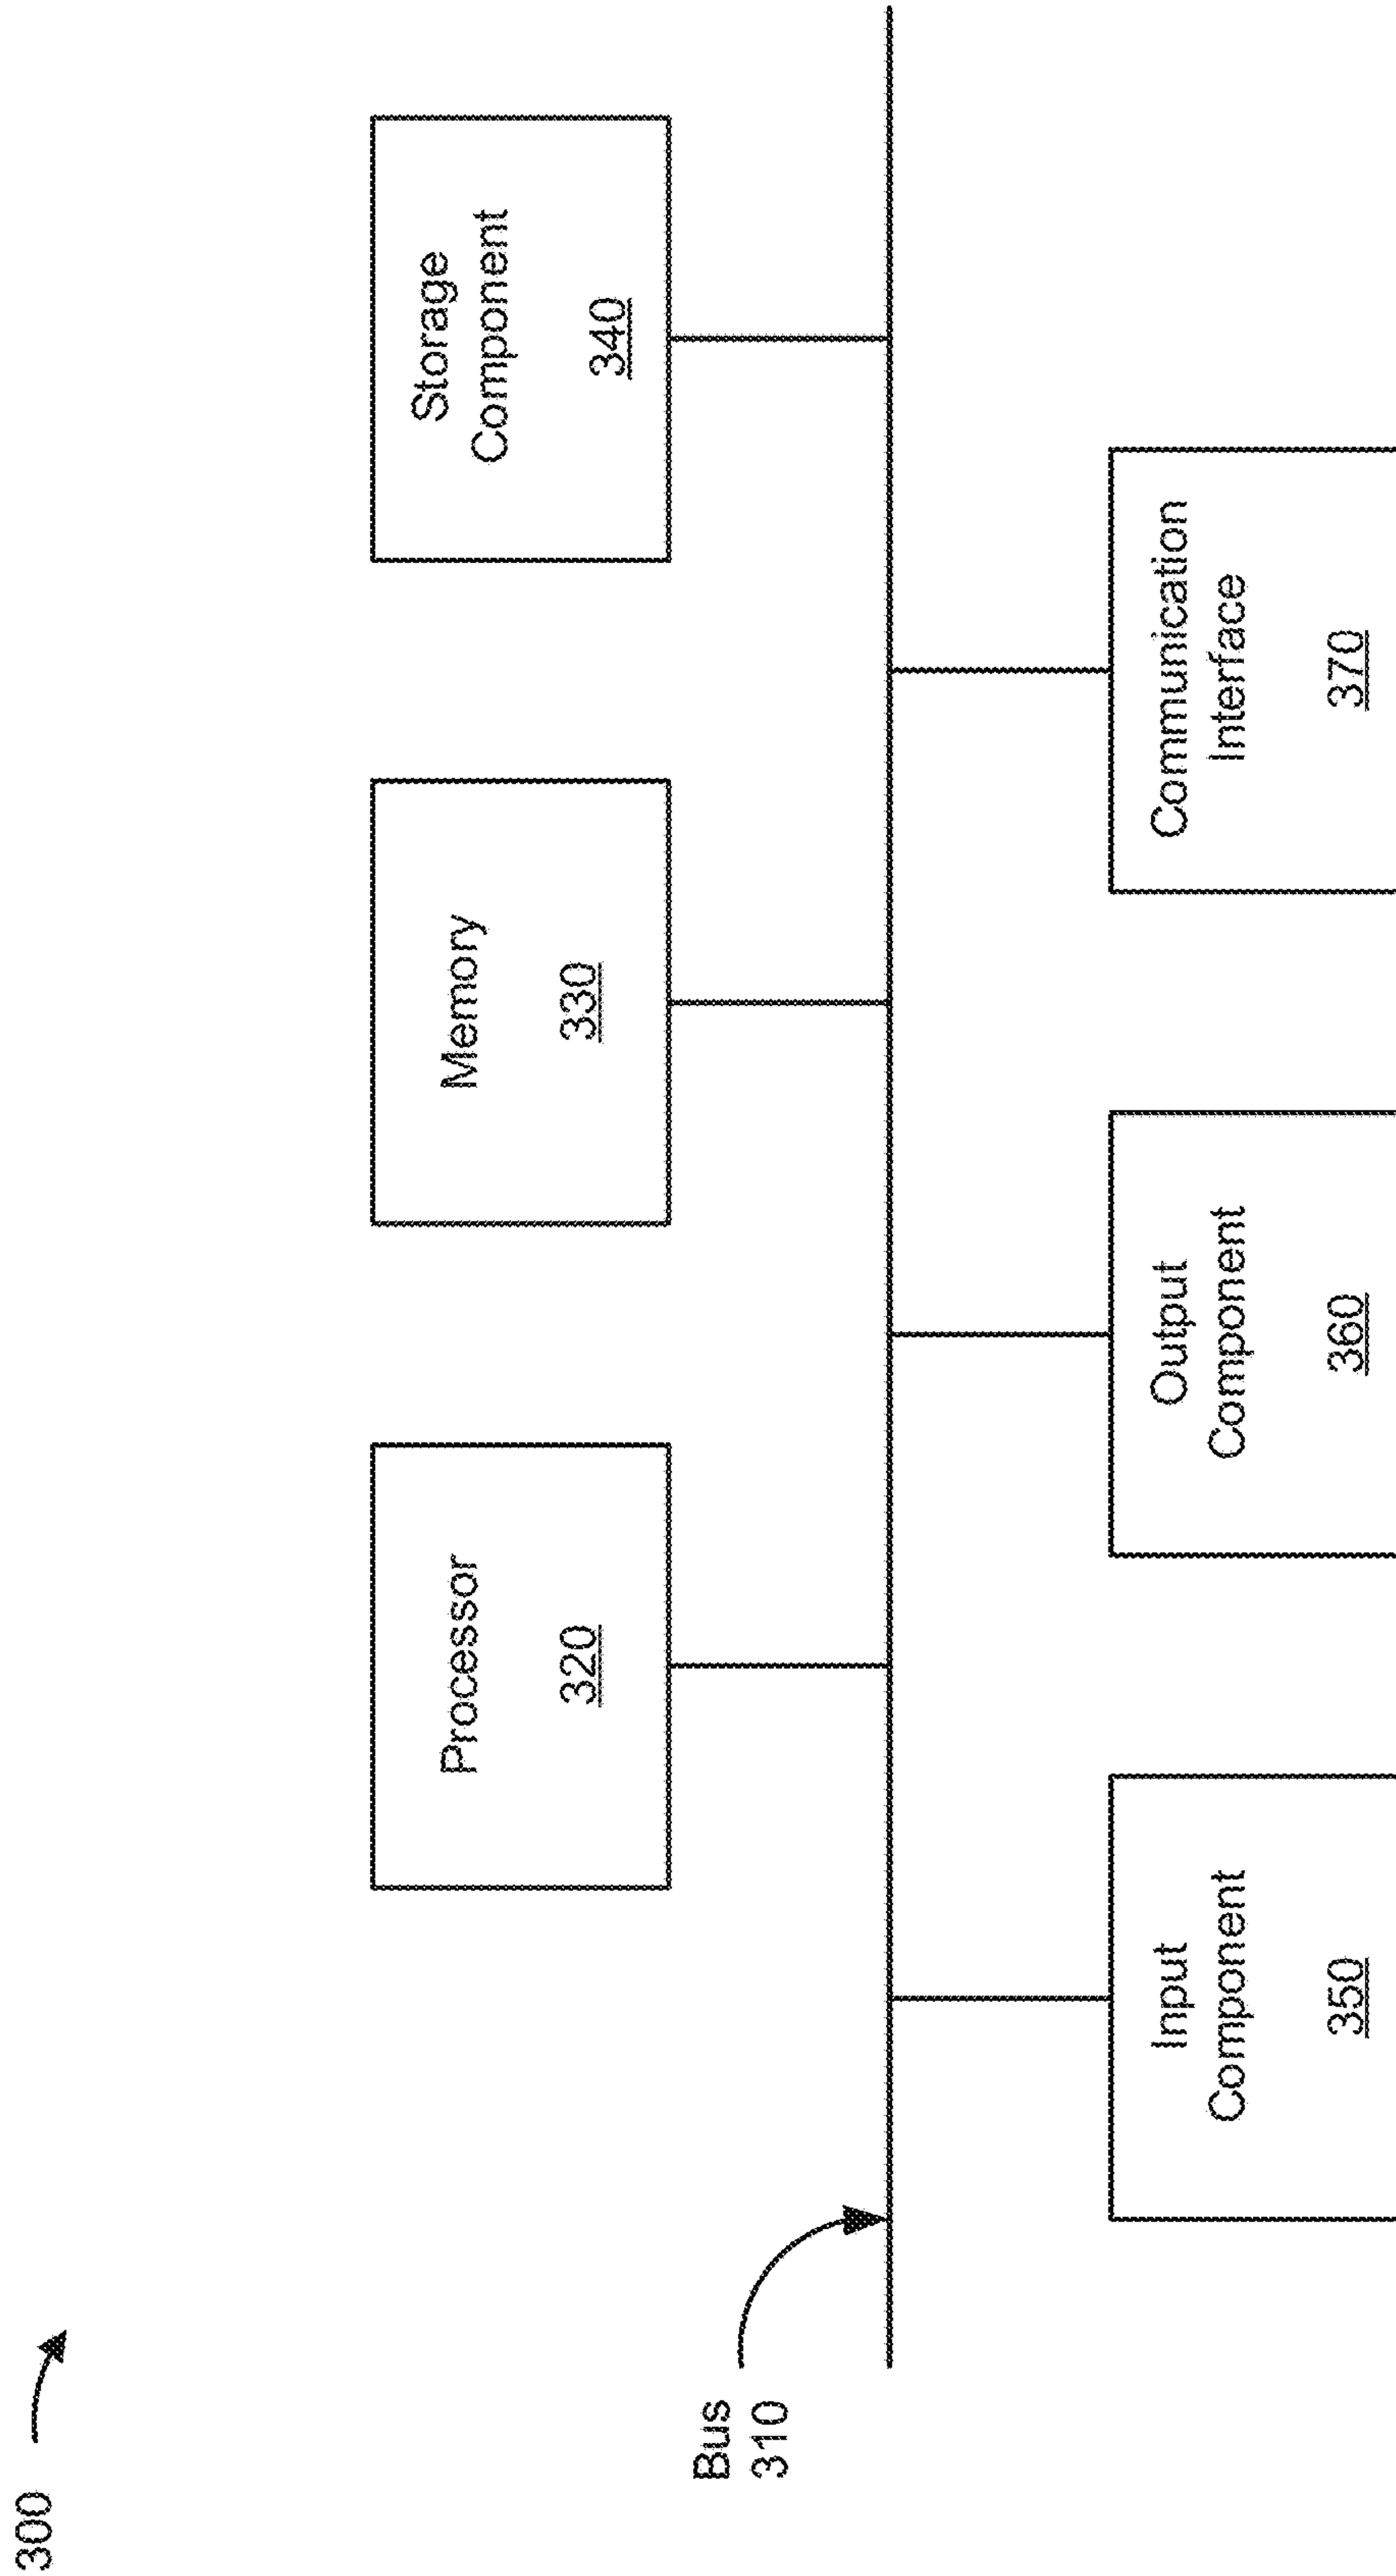 300
Processor
320
Memory
330
Storage
Component
340
Bus
310
Input
Component
350
Output
Component
360
Communication
Interface
370